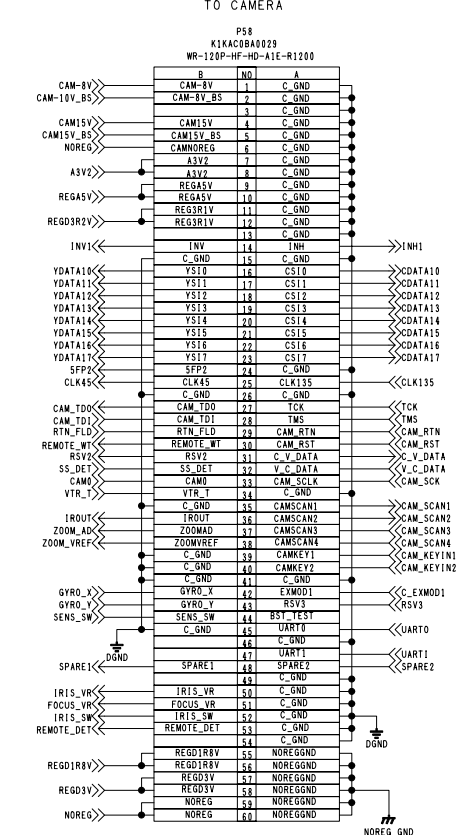 TO CAMERA
P58
K1KAC0BA0029
WR-120P-HF-HD-A1E-R1200
B NO A
CAM-8V CAM-8V 1 C_GND
CAM-10V_BS CAM-8V_BS 2 C_GND
3 C_GND
CAM15V CAM15V 4 C_GND
CAM15V_BS CAM15V_BS 5 C_GND
NOREG CAMNOREG 6 C_GND
A3V2 7 C_GND
A3V2 A3V2 8 C_GND
REGA5V 9 C_GND
REGA5V REGA5V 10 C_GND
REG3R1V 11 C_GND
REGD3R2V REG3R1V 12 C_GND
13 C_GND
INV1 INV 14 INH INH1
C_GND 15 C_GND
YDATA10 YSI0 16 CSI0 CDATA10
YDATA11 YSI1 17 CSI1 CDATA11
YDATA12 YSI2 18 CSI2 CDATA12
YDATA13 YSI3 19 CSI3 CDATA13
YDATA14 YSI4 20 CSI4 CDATA14
YDATA15 YSI5 21 CSI5 CDATA15
YDATA16 YSI6 22 CSI6 CDATA16
YDATA17 YSI7 23 CSI7 CDATA17
5FP2 5FP2 24 C_GND
CLK45 CLK45 25 CLK135 CLK135
C_GND 26 C_GND
CAM_TDO CAM_TDO 27 TCK TCK
CAM_TDI CAM_TDI 28 TMS TMS
RTN_FLD RTN_FLD 29 CAM_RTN CAM_RTN
REMOTE_WT REMOTE_WT 30 CAM_RST CAM_RST
RSV2 RSV2 31 C_V_DATA C_V_DATA
SS_DET SS_DET 32 V_C_DATA V_C_DATA
CAM0 CAM0 33 CAM_SCLK CAM_SCK
VTR_T VTR_T 34 C_GND
C_GND 35 CAMSCAN1 CAM_SCAN1
IROUT IROUT 36 CAMSCAN2 CAM_SCAN2
ZOOM_AD ZOOMAD 37 CAMSCAN3 CAM_SCAN3
ZOOM_VREF ZOOMVREF 38 CAMSCAN4 CAM_SCAN4
C_GND 39 CAMKEY1 CAM_KEYIN1
C_GND 40 CAMKEY2 CAM_KEYIN2
C_GND 41 C_GND
GYRO_X GYRO_X 42 EXMOD1 C_EXMOD1
GYRO_Y GYRO_Y 43 RSV3 RSV3
SENS_SW SENS_SW 44 BST_TEST
C_GND 45 UART0 UART0
46 C_GND
DGND 47 UART1 UART1
SPARE1 SPARE1 48 SPARE2 SPARE2
49 C_GND
IRIS_VR IRIS_VR 50 C_GND
FOCUS_VR FOCUS_VR 51 C_GND
IRIS_SW IRIS_SW 52 C_GND
REMOTE_DET REMOTE_DET 53 C_GND
54 C_GND DGND
REGD1R8V 55 NOREGGND
REGD1R8V REGD1R8V 56 NOREGGND
REGD3V 57 NOREGGND
REGD3V REGD3V 58 NOREGGND
NOREG 59 NOREGGND
NOREG NOREG 60 NOREGGND
NOREG GND